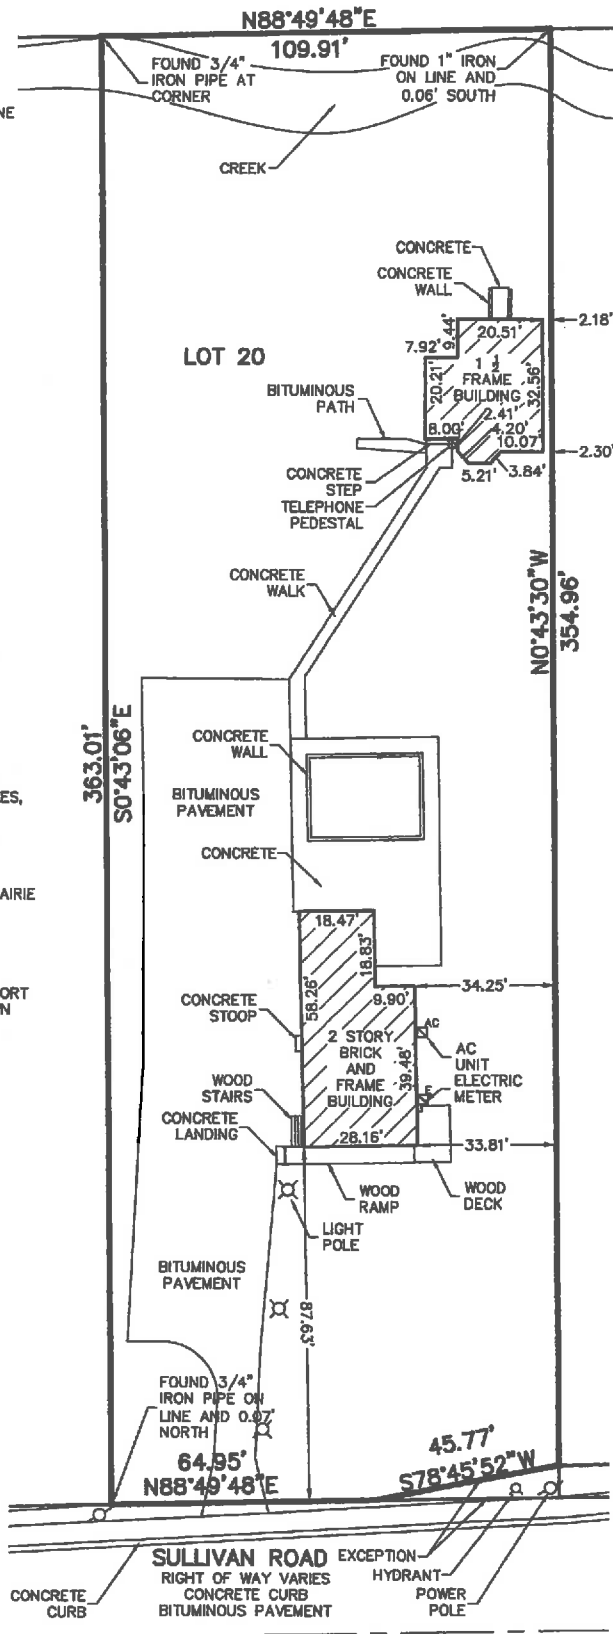 N88°49'48"E
109.91'
FOUND 3/4"
IRON PIPE AT
CORNER
FOUND 1" IRON
ON LINE AND
0.06' SOUTH
NE
CREEK
CONCRETE
CONCRETE
WALL
2.18'
20.51'
9.44'
7.92'
LOT 20
1 1/2
FRAME
BUILDING
20.21'
32.56'
BITUMINOUS
PATH
2.41'
8.00'
4.20'
10.07'
2.30'
5.21'
3.84'
CONCRETE
STEP
TELEPHONE
PEDESTAL
CONCRETE
WALK
N0°43'30"W
354.96'
363.01'
S0°43'06"E
CONCRETE
WALL
BITUMINOUS
PAVEMENT
ES,
CONCRETE
AIRIE
18.47'
18.83'
58.26'
ORT
N
9.90'
34.25'
CONCRETE
STOOP
2 STORY
BRICK
AND
FRAME
BUILDING
39.48'
AC
AC
UNIT
ELECTRIC
METER
E
WOOD
STAIRS
CONCRETE
LANDING
28.16'
33.81'
WOOD
RAMP
WOOD
DECK
LIGHT
POLE
BITUMINOUS
PAVEMENT
87.63'
FOUND 3/4"
IRON PIPE ON
LINE AND 0.07'
NORTH
64.95'
N88°49'48"E
45.77'
S78°45'52"W
SULLIVAN ROAD
RIGHT OF WAY VARIES
CONCRETE CURB
BITUMINOUS PAVEMENT
EXCEPTION
HYDRANT
POWER
POLE
CONCRETE
CURB